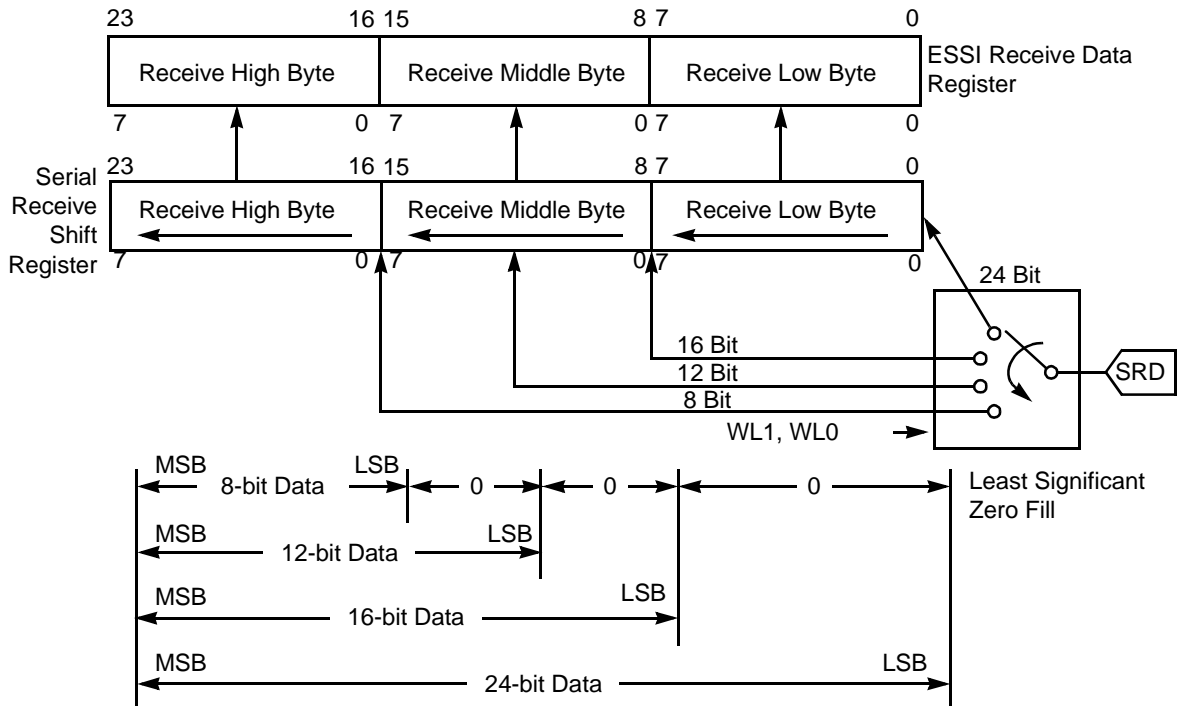 23 16 15 8 7 0
Receive High Byte Receive Middle Byte Receive Low Byte
ESSI Receive Data
Register
7 0 7 0 7 0
23 16 15 8 7 0
Serial
Receive
Shift
Register
Receive High Byte Receive Middle Byte Receive Low Byte
7 0 7 0 7 0
24 Bit
16 Bit
12 Bit
8 Bit
SRD
WL1, WL0
MSB LSB
8-bit Data 0 0 0
Least Significant
Zero Fill
MSB LSB
12-bit Data
MSB LSB
16-bit Data
MSB LSB
24-bit Data